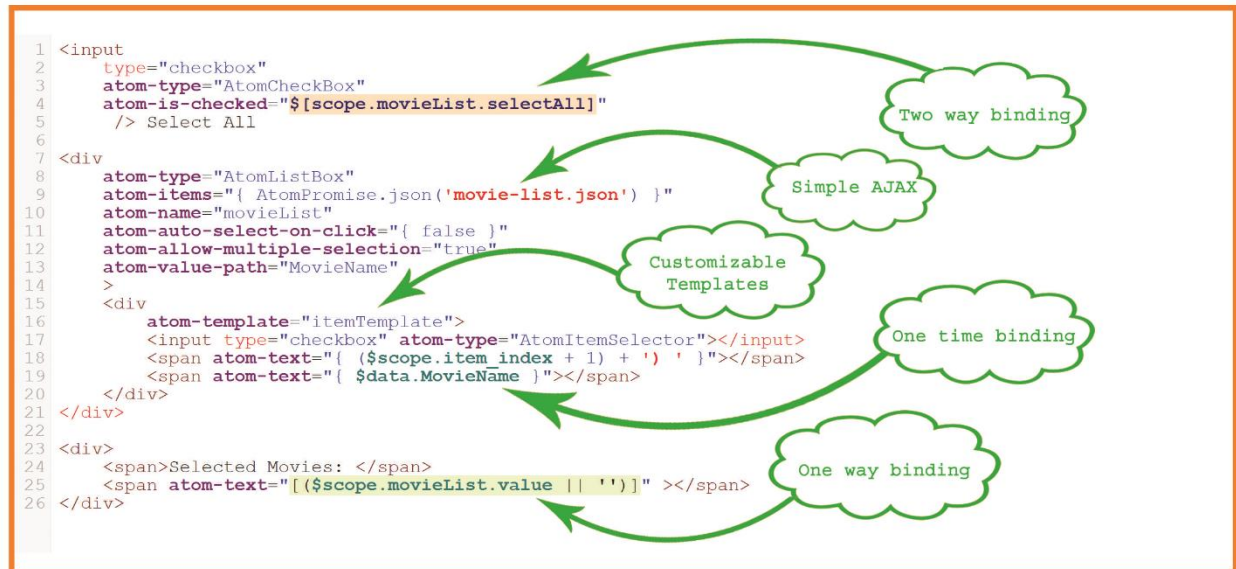 1 <input
2 type="checkbox"
3 atom-type="AtomCheckBox"
4 atom-is-checked="$[scope.movieList.selectAll]"
5 /> Select All
6
7 <div
8 atom-type="AtomListBox"
9 atom-items="{ AtomPromise.json('movie-list.json') }"
10 atom-name="movieList"
11 atom-auto-select-on-click="{ false }"
12 atom-allow-multiple-selection="true"
13 atom-value-path="MovieName"
14 >
15 <div
16 atom-template="itemTemplate">
17 <input type="checkbox" atom-type="AtomItemSelector"></input>
18 <span atom-text="{ ($scope.item_index + 1) + ') ' }"></span>
19 <span atom-text="{ $data.MovieName }"></span>
20 </div>
21 </div>
22
23 <div>
24 <span>Selected Movies: </span>
25 <span atom-text="[($scope.movieList.value || '')]" ></span>
26 </div>
Two way binding
Simple AJAX
Customizable
Templates
One time binding
One way binding